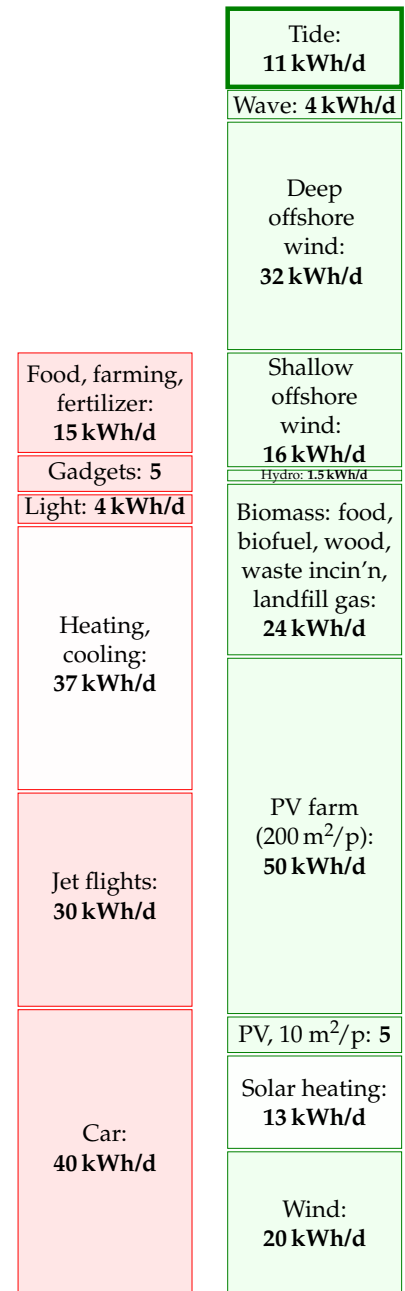 Food, farming,
fertilizer:
15 kWh/d
Gadgets: 5
Light: 4 kWh/d
Heating,
cooling:
37 kWh/d
Jet flights:
30 kWh/d
Car:
40 kWh/d
Tide:
11 kWh/d
Wave: 4 kWh/d
Deep
offshore
wind:
32 kWh/d
Shallow
offshore
wind:
16 kWh/d
Hydro: 1.5 kWh/d
Biomass: food,
biofuel, wood,
waste incin’n,
landfill gas:
24 kWh/d
PV farm
(200 m²/p):
50 kWh/d
PV, 10 m²/p: 5
Solar heating:
13 kWh/d
Wind:
20 kWh/d